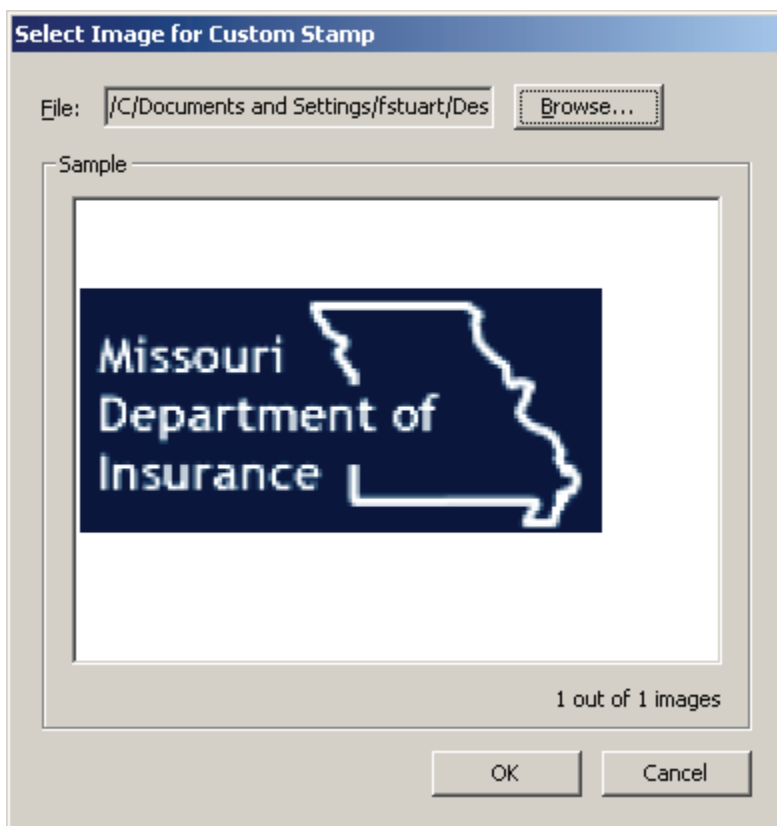 Select Image for Custom Stamp
File: /C/Documents and Settings/fstuart/Des Browse...
Sample
Missouri
Department of
Insurance
1 out of 1 images
OK Cancel